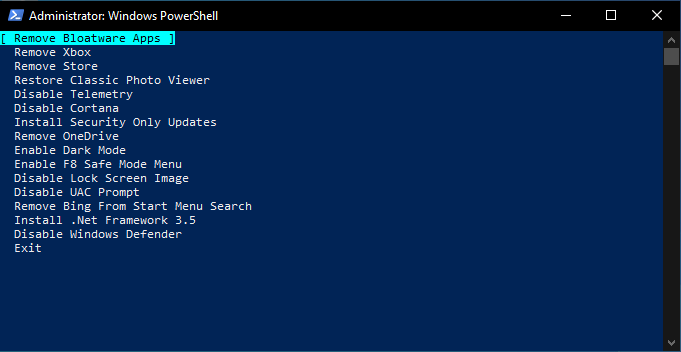 Administrator: Windows PowerShell
[ Remove Bloatware Apps ]
Remove Xbox
Remove Store
Restore Classic Photo Viewer
Disable Telemetry
Disable Cortana
Install Security Only Updates
Remove OneDrive
Enable Dark Mode
Enable F8 Safe Mode Menu
Disable Lock Screen Image
Disable UAC Prompt
Remove Bing From Start Menu Search
Install .Net Framework 3.5
Disable Windows Defender
Exit